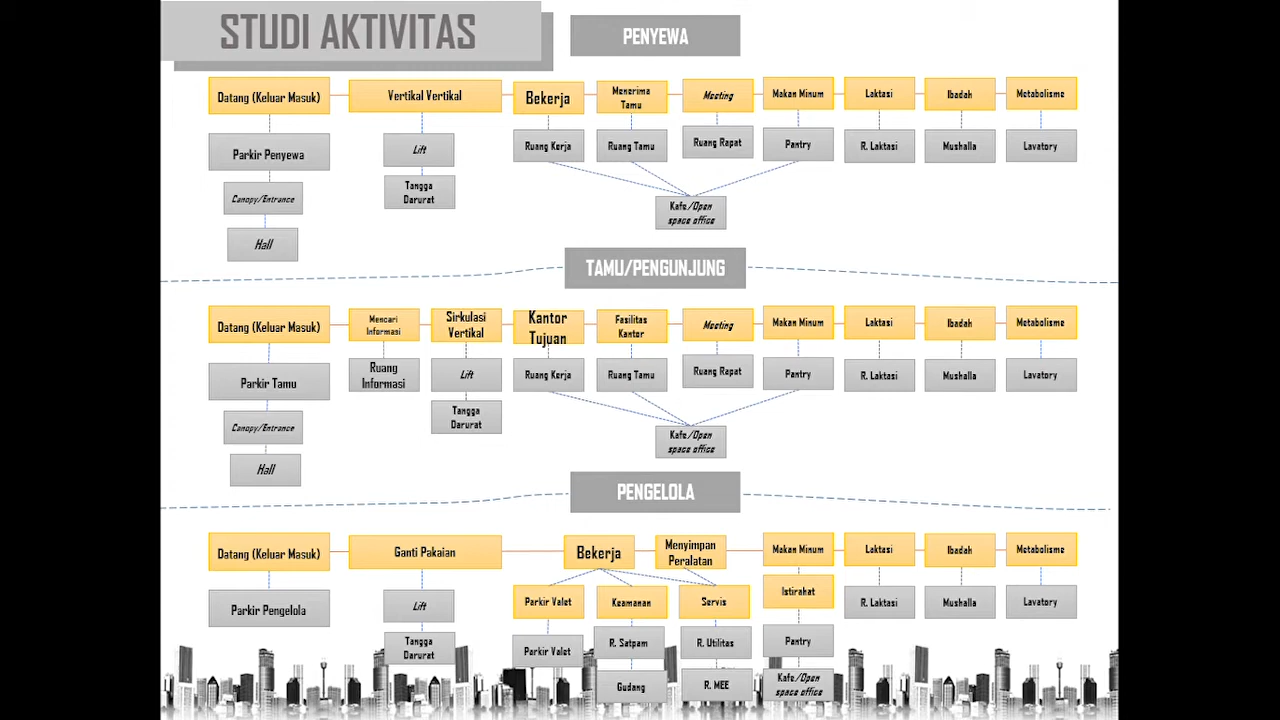 STUDI AKTIVITAS
PENYEWA
Datang (Keluar Masuk)
Vertikal Vertikal
Bekerja
Menerima
Tamu
Meeting
Makan Minum
Laktasi
Ibadah
Metabolisme
Parkir Penyewa
Lift
Ruang Kerja
Ruang Tamu
Ruang Rapat
Pantry
R. Laktasi
Mushalla
Lavatory
Canopy/Entrance
Tangga
Darurat
Kafe/Open
space office
Hall
TAMU/PENGUNJUNG
Datang (Keluar Masuk)
Mencari
Informasi
Sirkulasi
Vertikal
Kantor
Tujuan
Fasilitas
Kantor
Meeting
Makan Minum
Laktasi
Ibadah
Metabolisme
Parkir Tamu
Ruang
Informasi
Lift
Ruang Kerja
Ruang Tamu
Ruang Rapat
Pantry
R. Laktasi
Mushalla
Lavatory
Canopy/Entrance
Tangga
Darurat
Kafe/Open
space office
Hall
PENGELOLA
Datang (Keluar Masuk)
Ganti Pakaian
Bekerja
Menyimpan
Peralatan
Makan Minum
Laktasi
Ibadah
Metabolisme
Parkir Pengelola
Lift
Parkir Valet
Keamanan
Servis
Istirahat
R. Laktasi
Mushalla
Lavatory
Tangga
Darurat
Parkir Valet
R. Satpam
R. Utilitas
Pantry
Gudang
R. MEE
Kafe/Open
space office